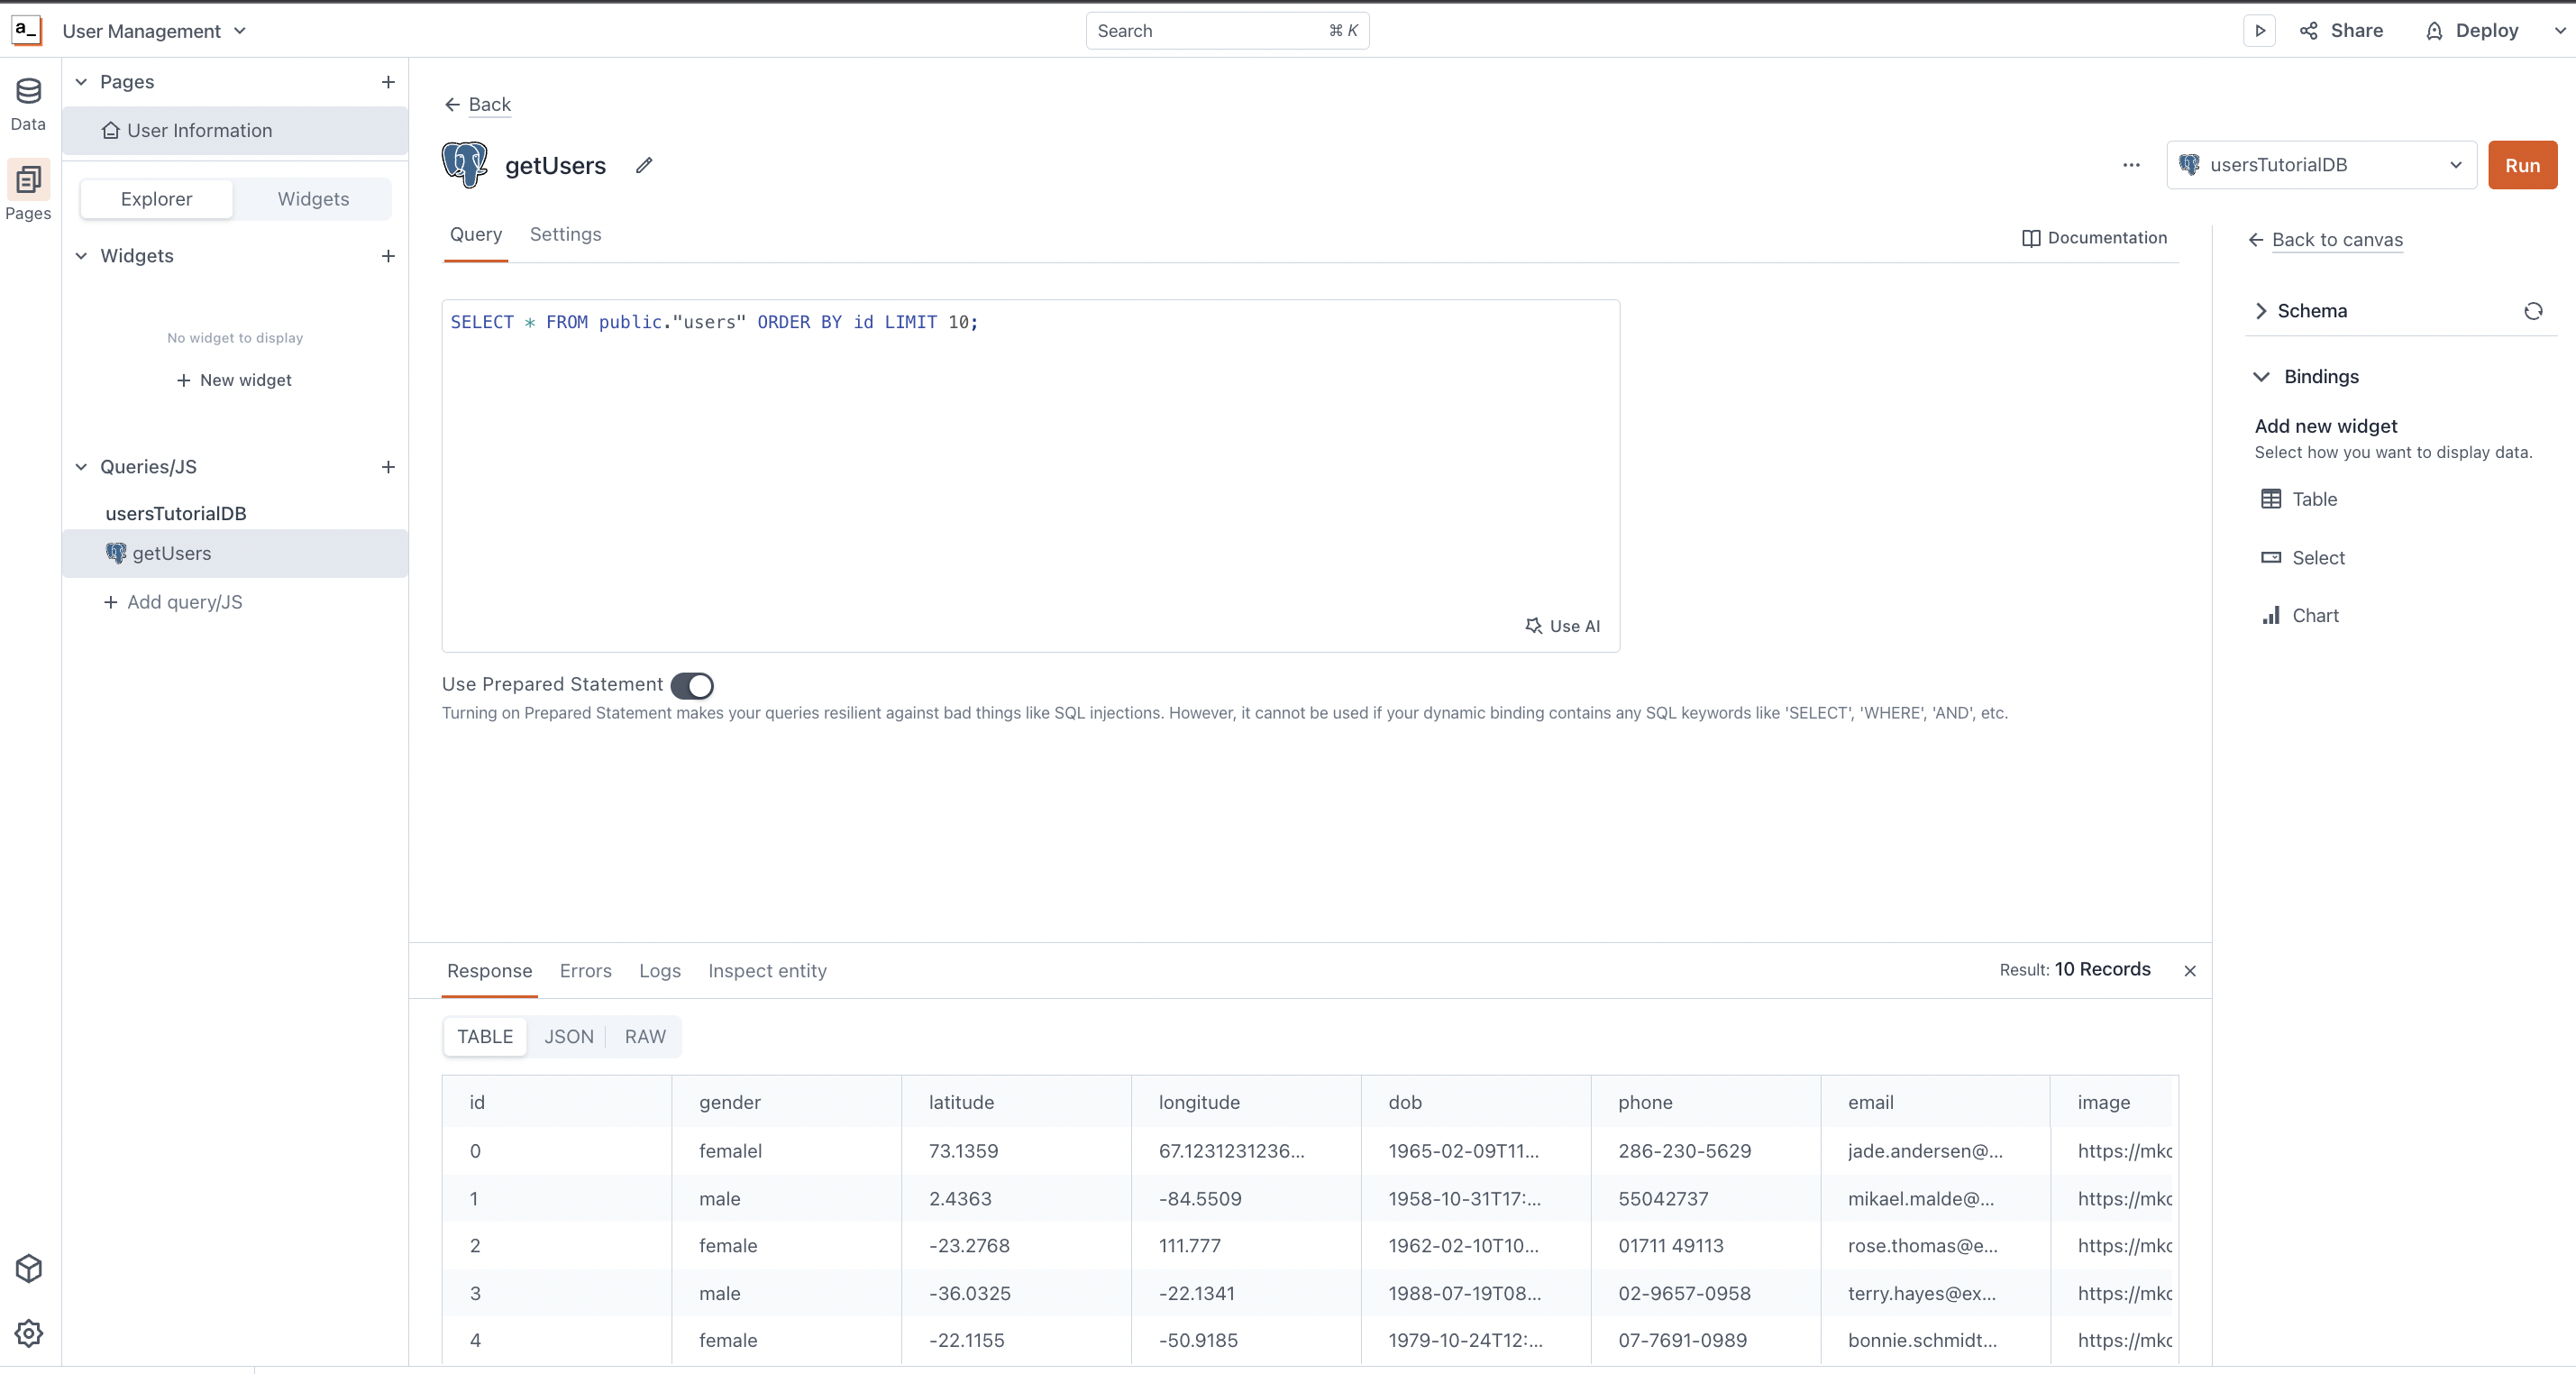 a_
User Management
Search ⌘ K
Share
Deploy
Data
Pages
Pages
User Information
Explorer
Widgets
Widgets
No widget to display
New widget
Queries/JS
usersTutorialDB
getUsers
Add query/JS
Back
getUsers
usersTutorialDB
Run
Query
Settings
Documentation
SELECT * FROM public."users" ORDER BY id LIMIT 10;
Use AI
Use Prepared Statement
Turning on Prepared Statement makes your queries resilient against bad things like SQL injections. However, it cannot be used if your dynamic binding contains any SQL keywords like 'SELECT', 'WHERE', 'AND', etc.
Back to canvas
Schema
Bindings
Add new widget
Select how you want to display data.
Table
Select
Chart
Response
Errors
Logs
Inspect entity
Result: 10 Records
TABLE
JSON
RAW
id gender latitude longitude dob phone email image
0 femalel 73.1359 67.1231231236... 1965-02-09T11... 286-230-5629 jade.andersen@... https://mkc
1 male 2.4363 -84.5509 1958-10-31T17:... 55042737 mikael.malde@... https://mkc
2 female -23.2768 111.777 1962-02-10T10... 01711 49113 rose.thomas@e... https://mkc
3 male -36.0325 -22.1341 1988-07-19T08... 02-9657-0958 terry.hayes@ex... https://mkc
4 female -22.1155 -50.9185 1979-10-24T12:... 07-7691-0989 bonnie.schmidt... https://mkc